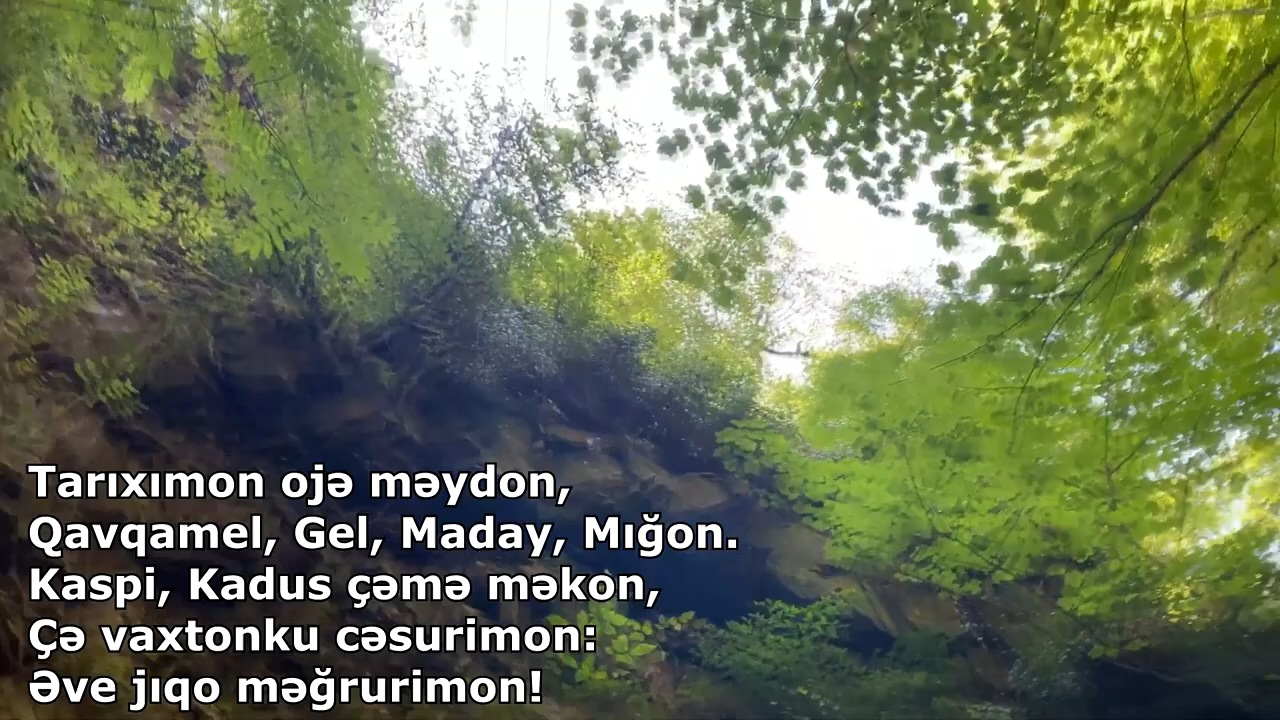 Tarıxımon ojə məydon,
Qavqamel, Gel, Maday, Mığon.
Kaspi, Kadus çəmə məkon,
Çə vaxtonku cəsurimon:
Əve jıqo məğrurimon!